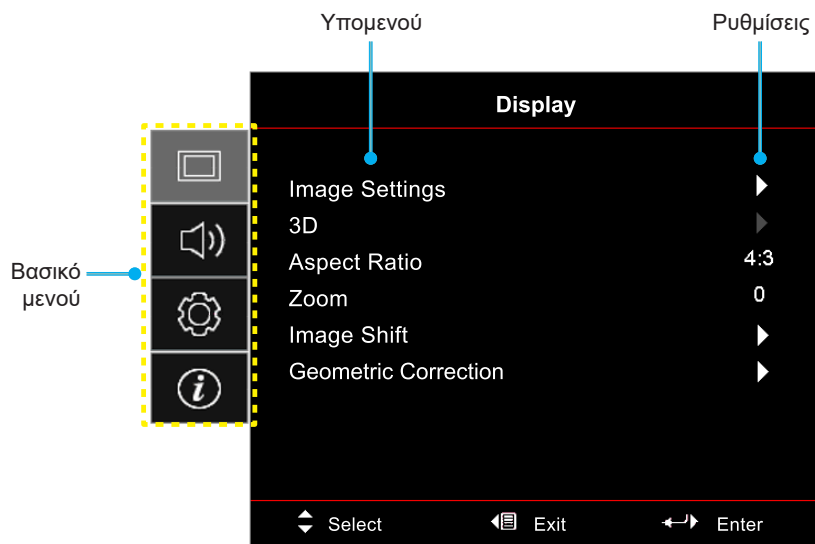 Υπομενού
Ρυθμίσεις
Display
Image Settings
3D
Aspect Ratio 4:3
Zoom 0
Image Shift
Geometric Correction
Βασικό
μενού
Select Exit Enter